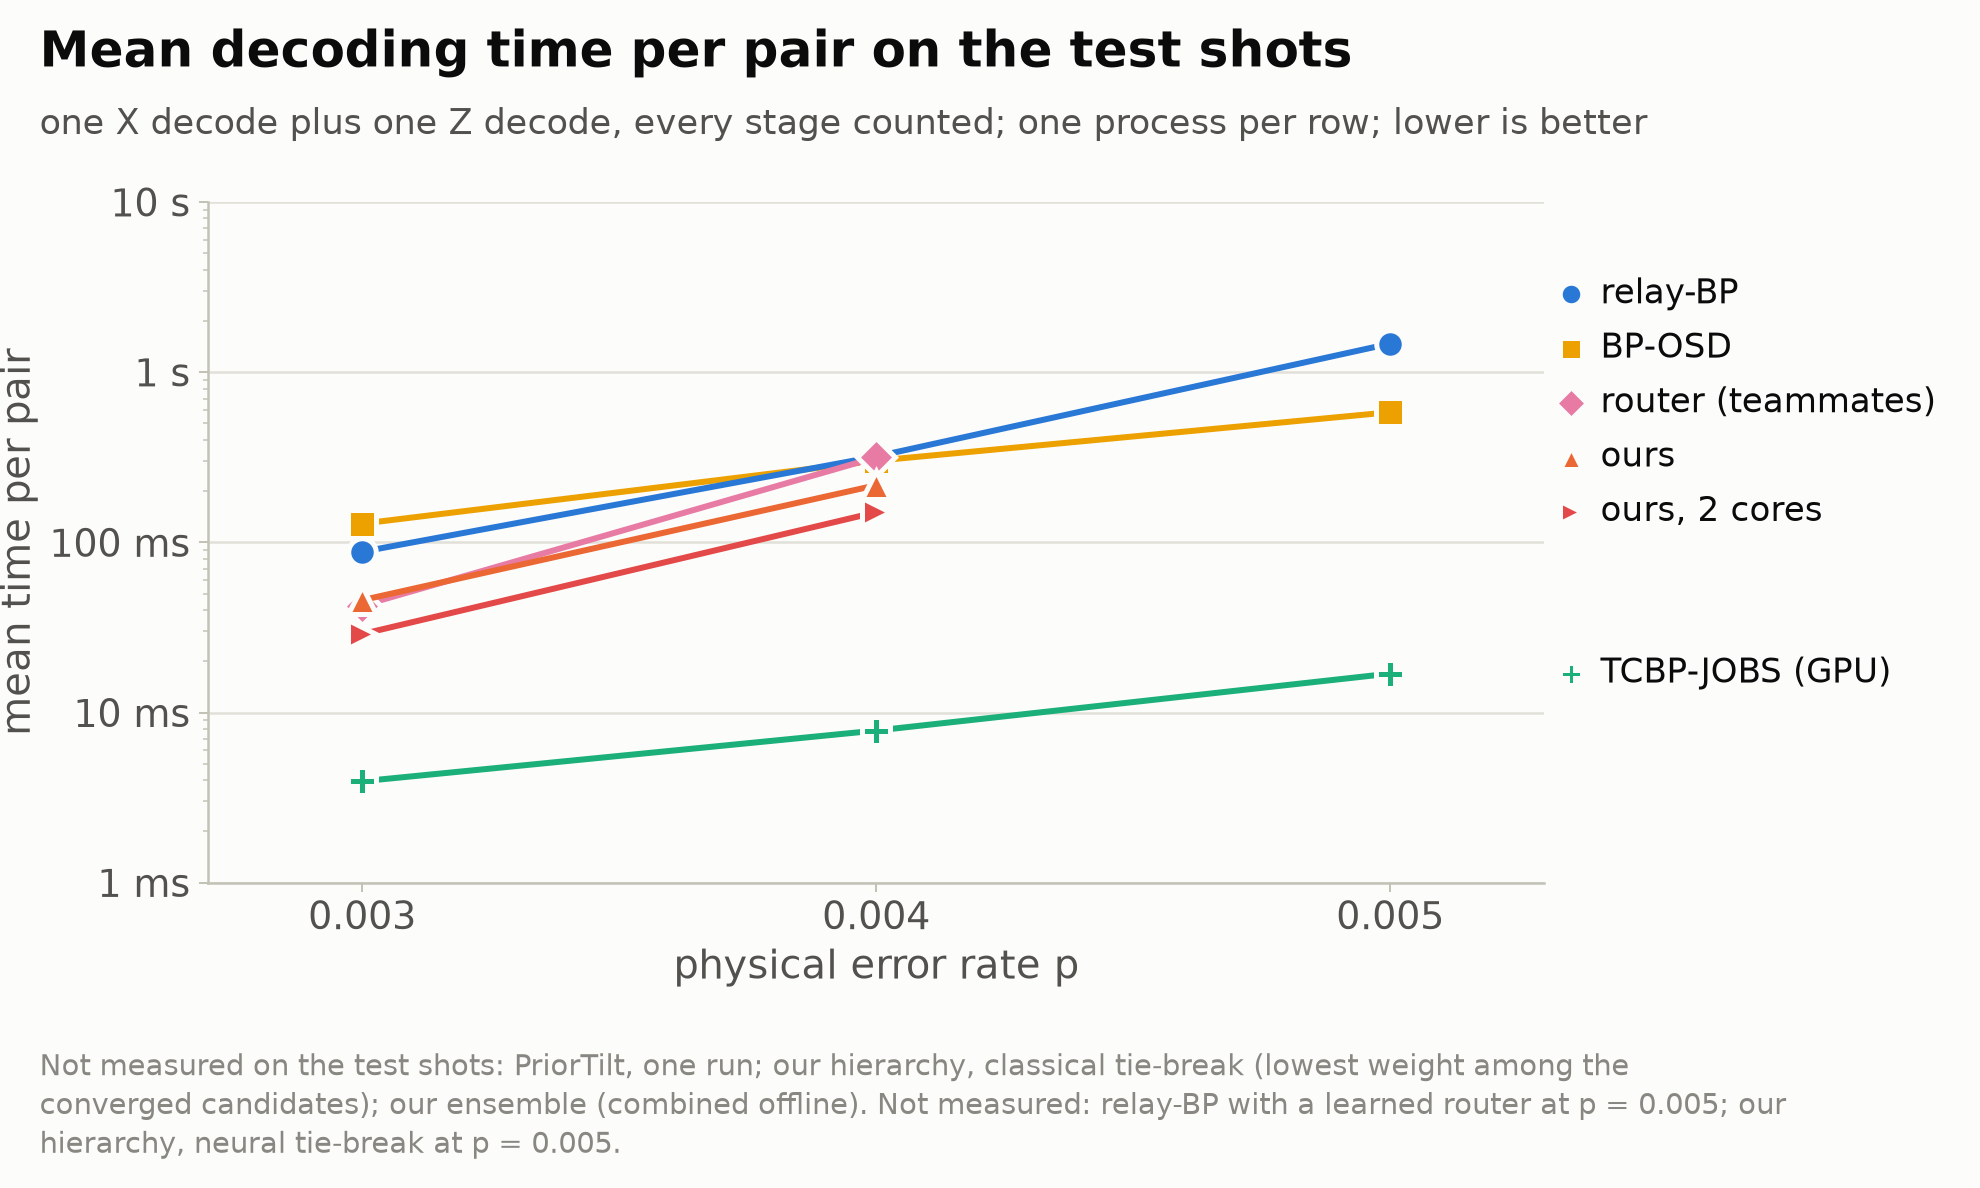 Mean decoding time per pair on the test shots
one X decode plus one Z decode, every stage counted; one process per row; lower is better
10 s
1 s
100 ms
10 ms
1 ms
mean time per pair
relay-BP
BP-OSD
router (teammates)
ours
ours, 2 cores
TCBP-JOBS (GPU)
0.003
0.004
0.005
physical error rate p
Not measured on the test shots: PriorTilt, one run; our hierarchy, classical tie-break (lowest weight among the
converged candidates); our ensemble (combined offline). Not measured: relay-BP with a learned router at p = 0.005; our
hierarchy, neural tie-break at p = 0.005.